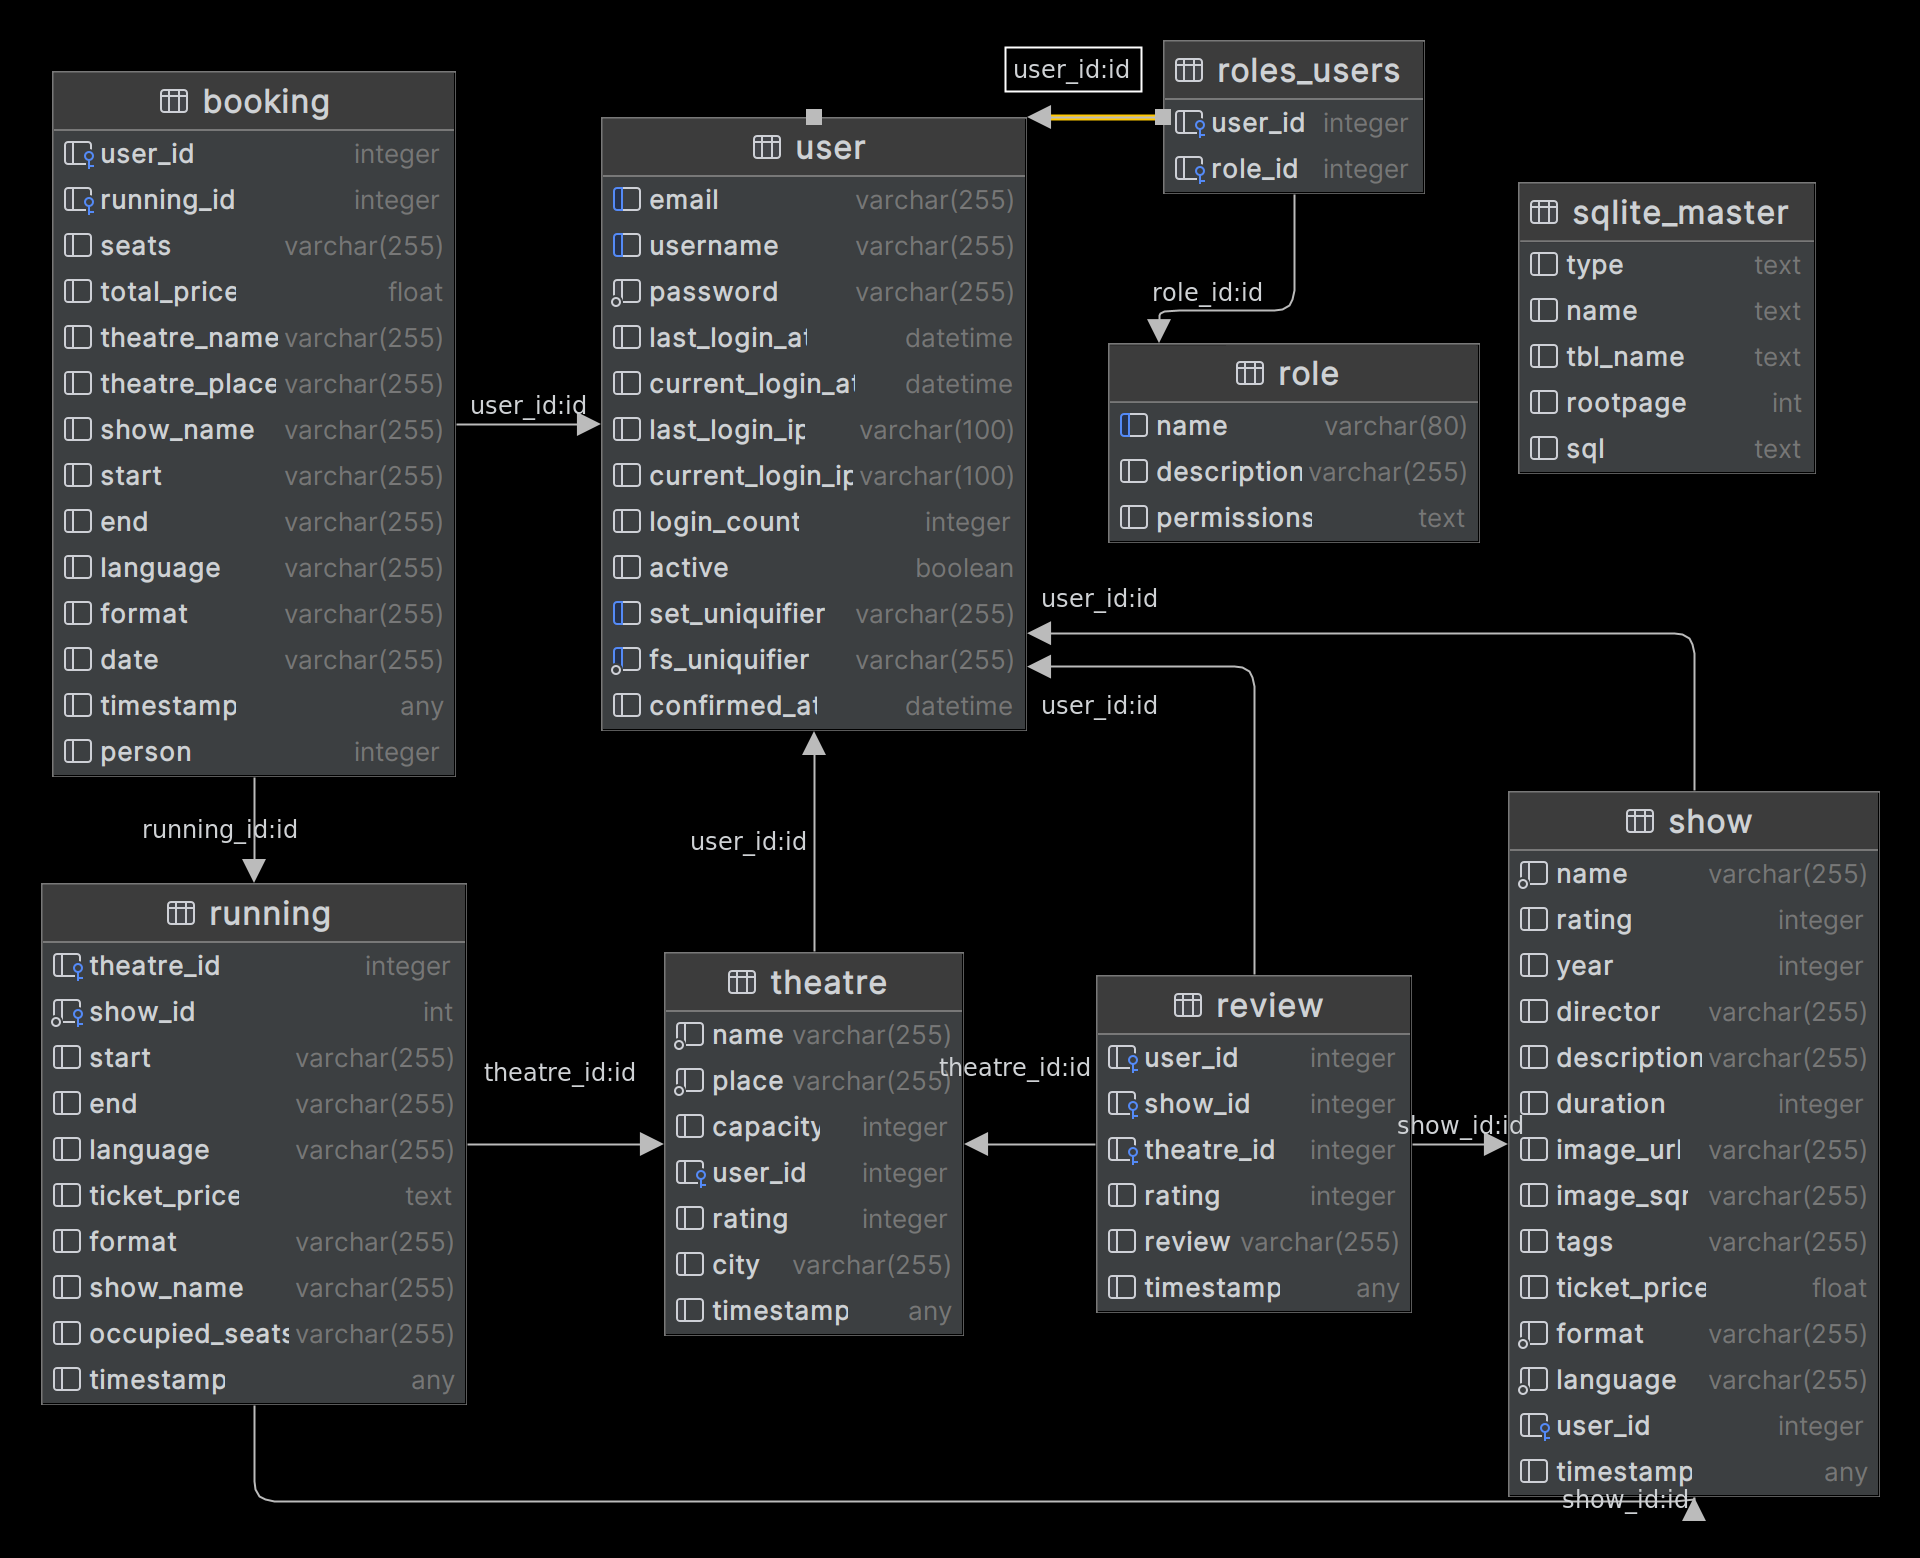 booking
user_id integer
running_id integer
seats varchar(255)
total_price float
theatre_name varchar(255)
theatre_place varchar(255)
show_name varchar(255)
start varchar(255)
end varchar(255)
language varchar(255)
format varchar(255)
date varchar(255)
timestamp any
person integer
user_id:id
running_id:id
user
email varchar(255)
username varchar(255)
password varchar(255)
last_login_at datetime
current_login_at datetime
last_login_ip varchar(100)
current_login_ip varchar(100)
login_count integer
active boolean
set_uniquifier varchar(255)
fs_uniquifier varchar(255)
confirmed_at datetime
user_id:id
roles_users
user_id integer
role_id integer
role_id:id
role
name varchar(80)
description varchar(255)
permissions text
sqlite_master
type text
name text
tbl_name text
rootpage int
sql text
user_id:id
user_id:id
user_id:id
running
theatre_id integer
show_id int
start varchar(255)
end varchar(255)
language varchar(255)
ticket_price text
format varchar(255)
show_name varchar(255)
occupied_seats varchar(255)
timestamp any
theatre_id:id
theatre
name varchar(255)
place varchar(255)
capacity integer
user_id integer
rating integer
city varchar(255)
timestamp any
theatre_id:id
review
user_id integer
show_id integer
theatre_id integer
rating integer
review varchar(255)
timestamp any
show_id:id
show
name varchar(255)
rating integer
year integer
director varchar(255)
description varchar(255)
duration integer
image_url varchar(255)
image_sqr varchar(255)
tags varchar(255)
ticket_price float
format varchar(255)
language varchar(255)
user_id integer
timestamp any
show_id:id